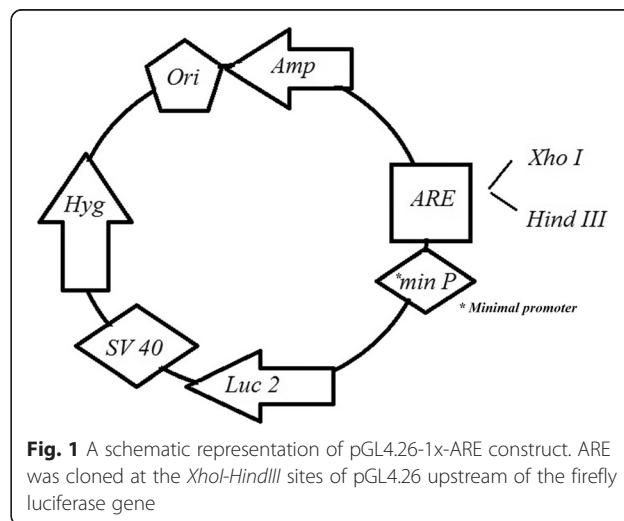 Ori
Amp
Xho I
ARE
Hind III
Hyg
*min P
* Minimal promoter
SV 40
Luc 2
Fig. 1 A schematic representation of pGL4.26-1x-ARE construct. ARE
was cloned at the XhoI-HindIII sites of pGL4.26 upstream of the firefly
luciferase gene